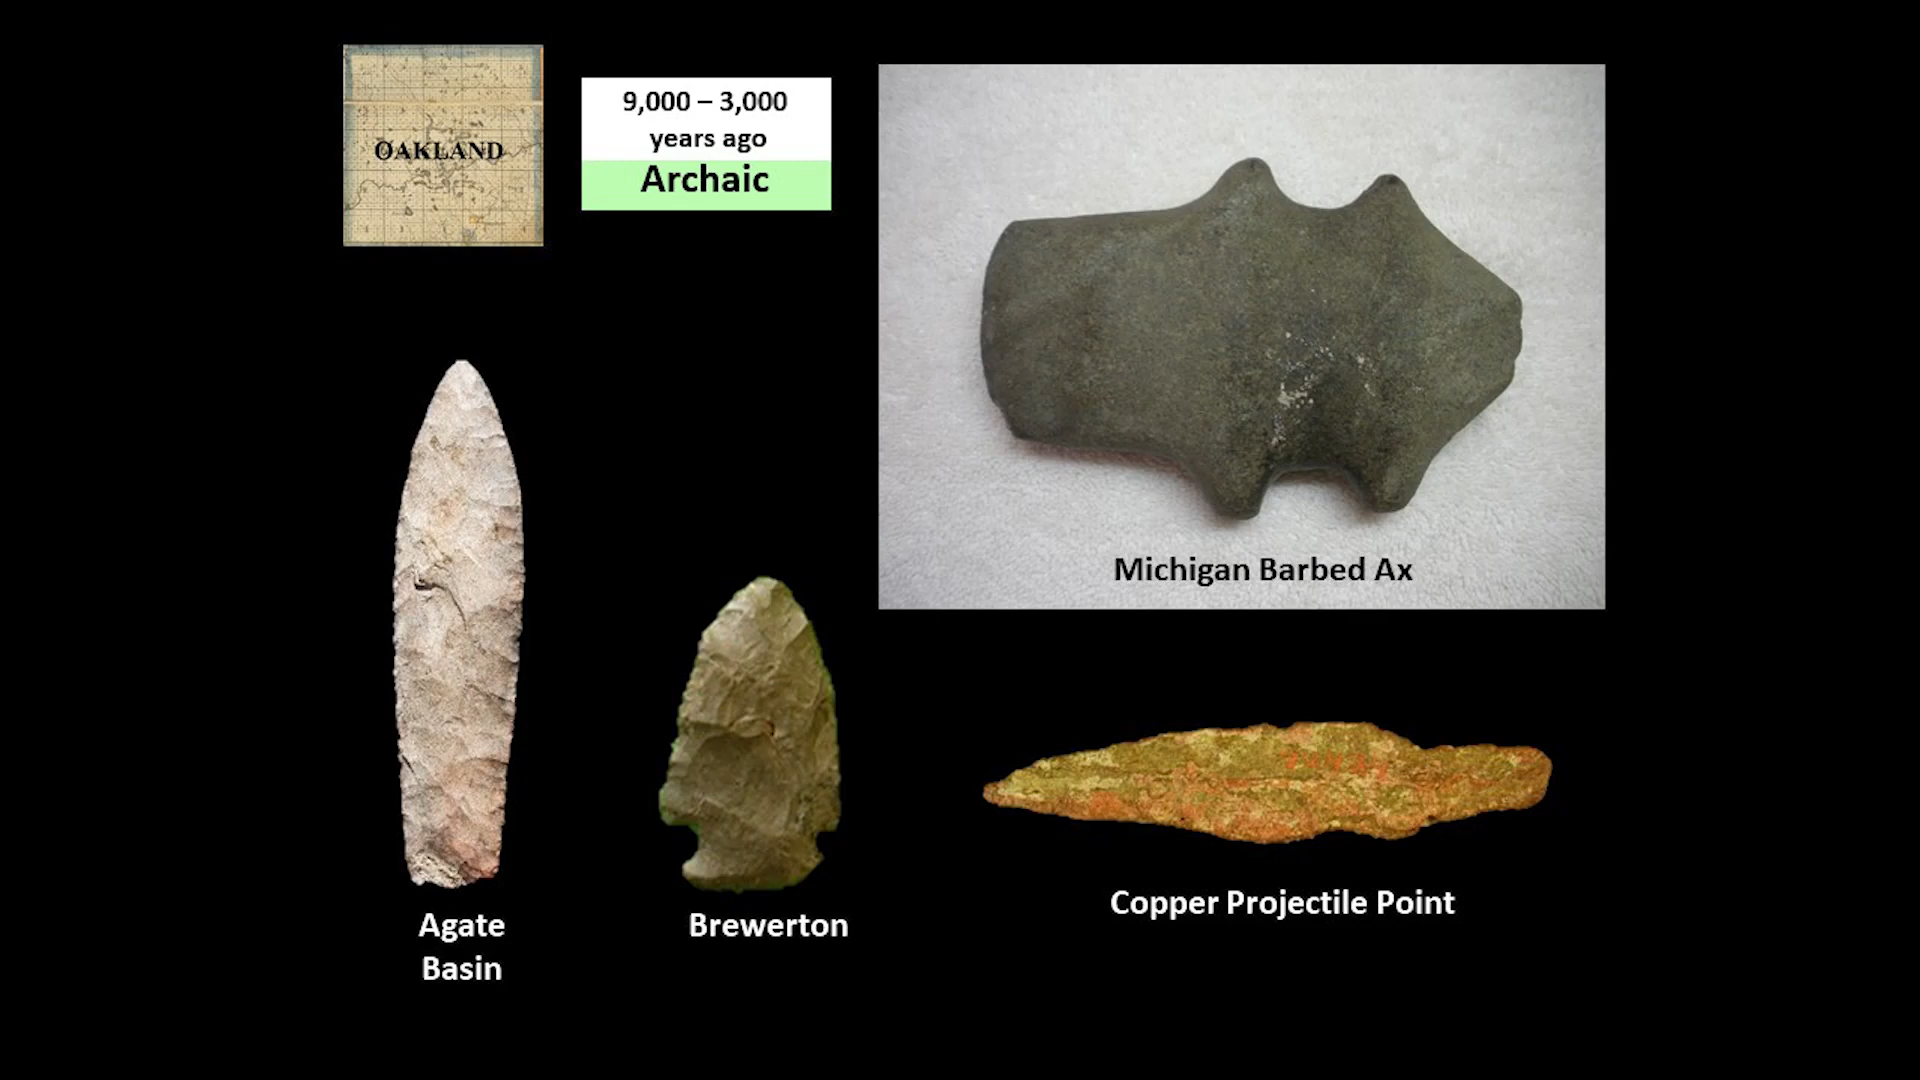 OAKLAND
9,000 – 3,000
years ago
Archaic
Michigan Barbed Ax
Agate
Basin
Brewerton
Copper Projectile Point